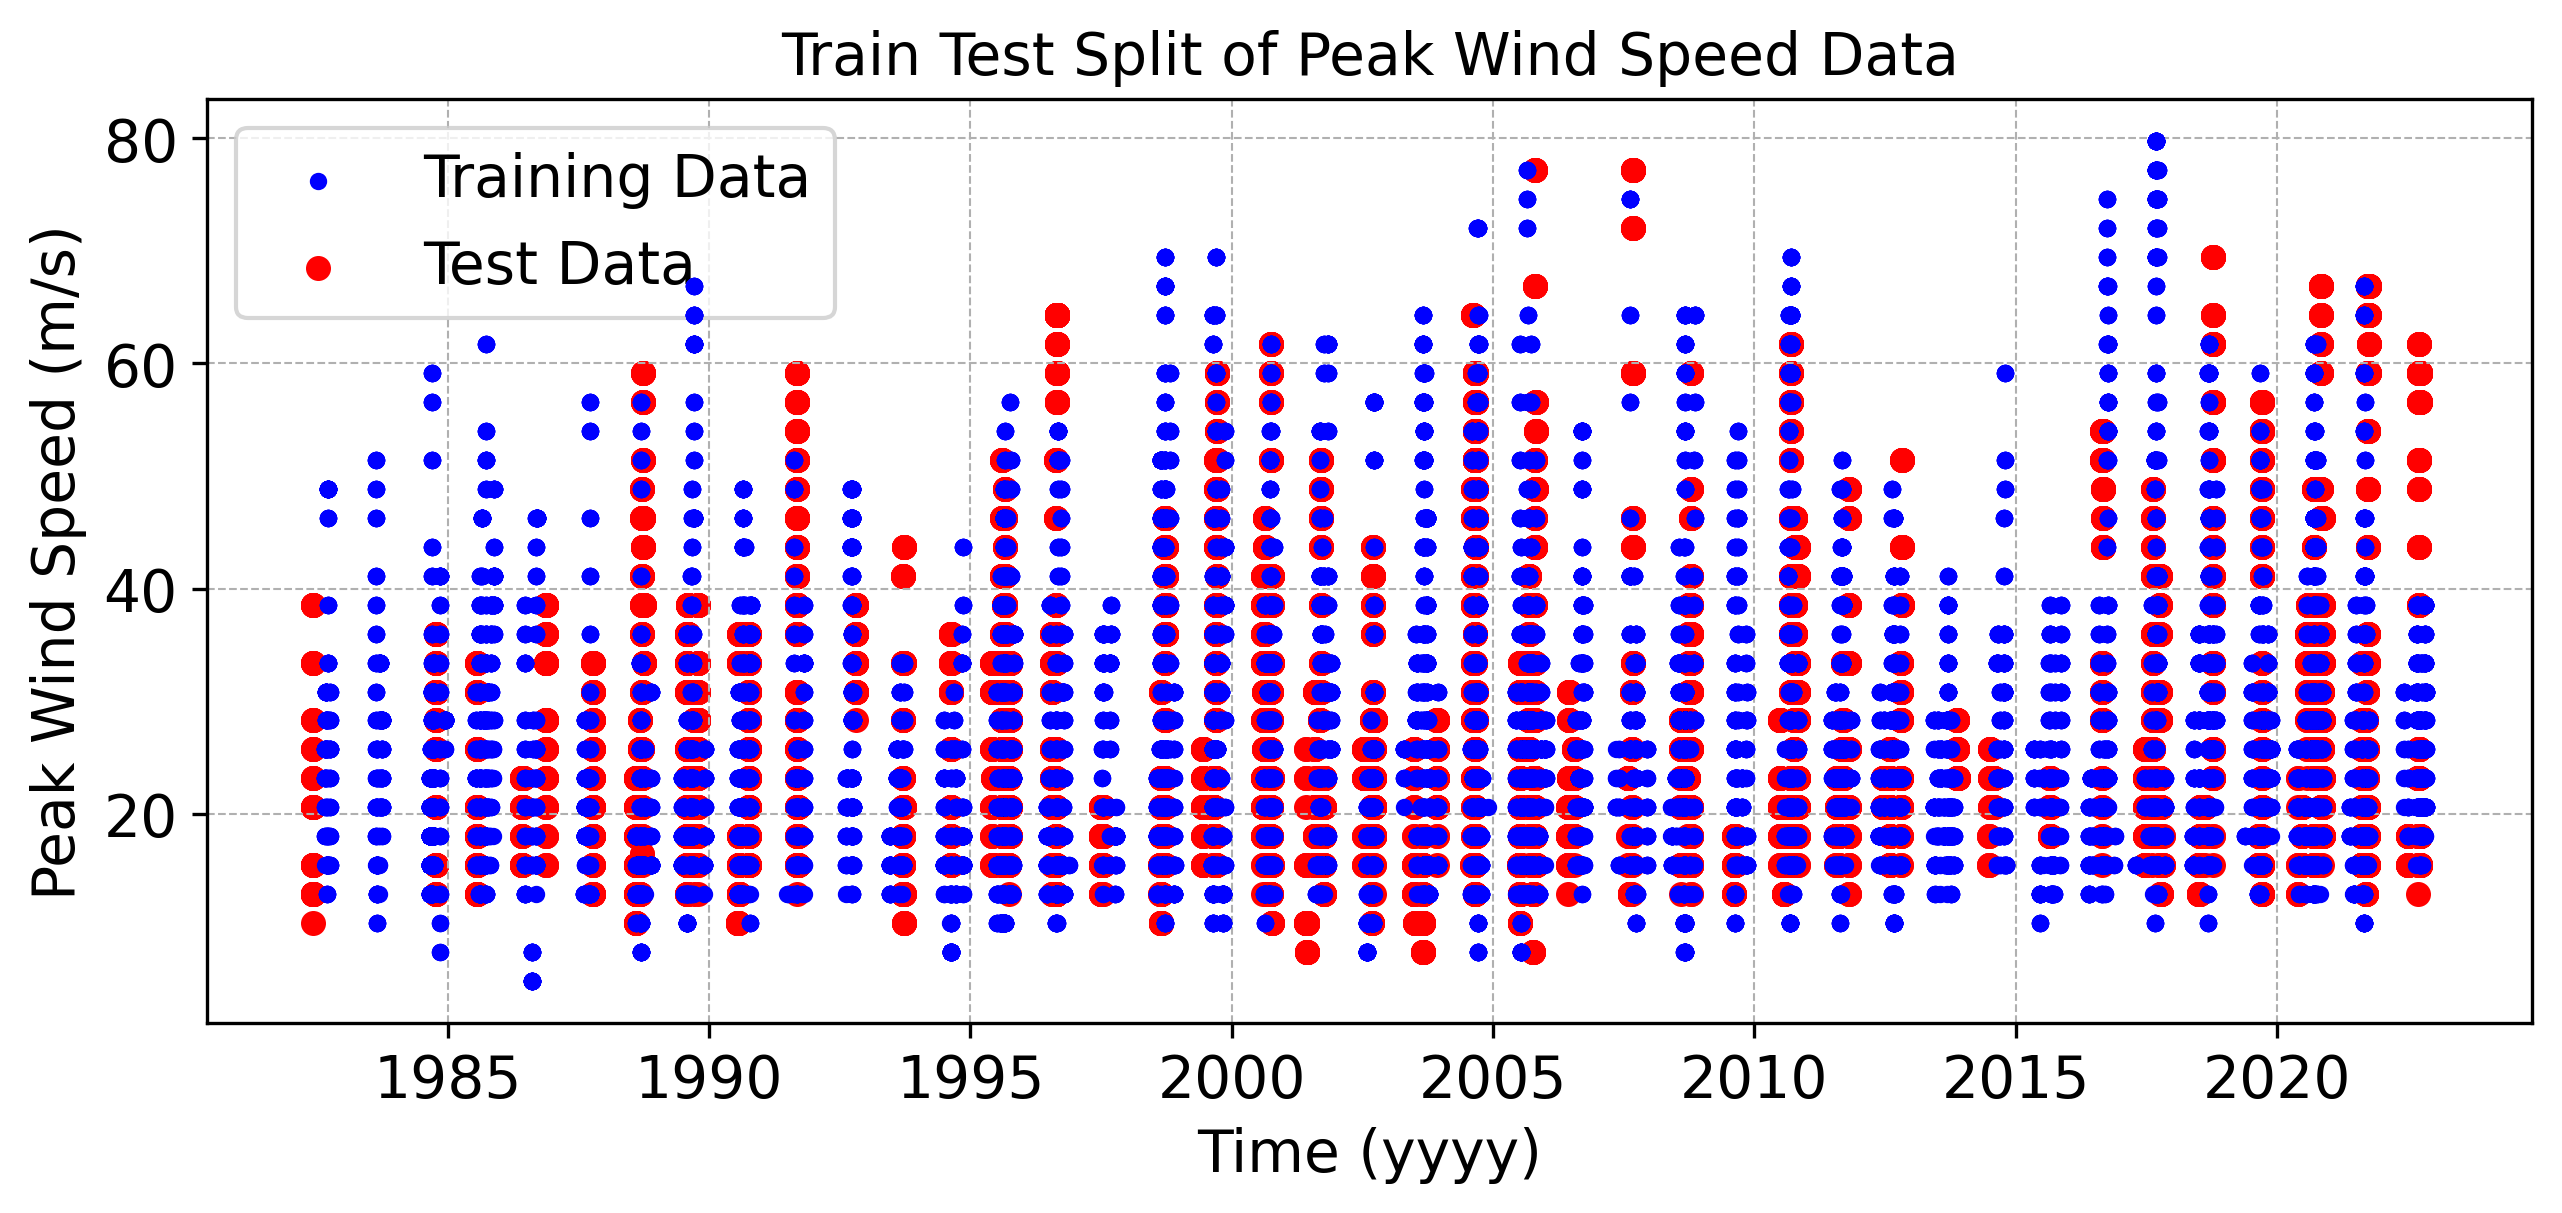 Train Test Split of Peak Wind Speed Data
Training Data
Test Data
Peak Wind Speed (m/s)
80
60
40
20
1985 1990 1995 2000 2005 2010 2015 2020
Time (yyyy)